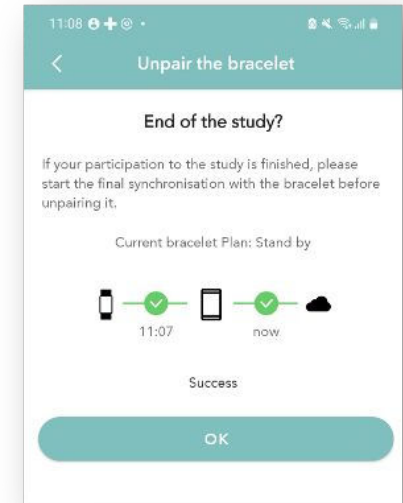 11:08
Unpair the bracelet
End of the study?
If your participation to the study is finished, please
start the final synchronisation with the bracelet before
unpairing it.
Current bracelet Plan: Stand by
11:07 now
Success
OK